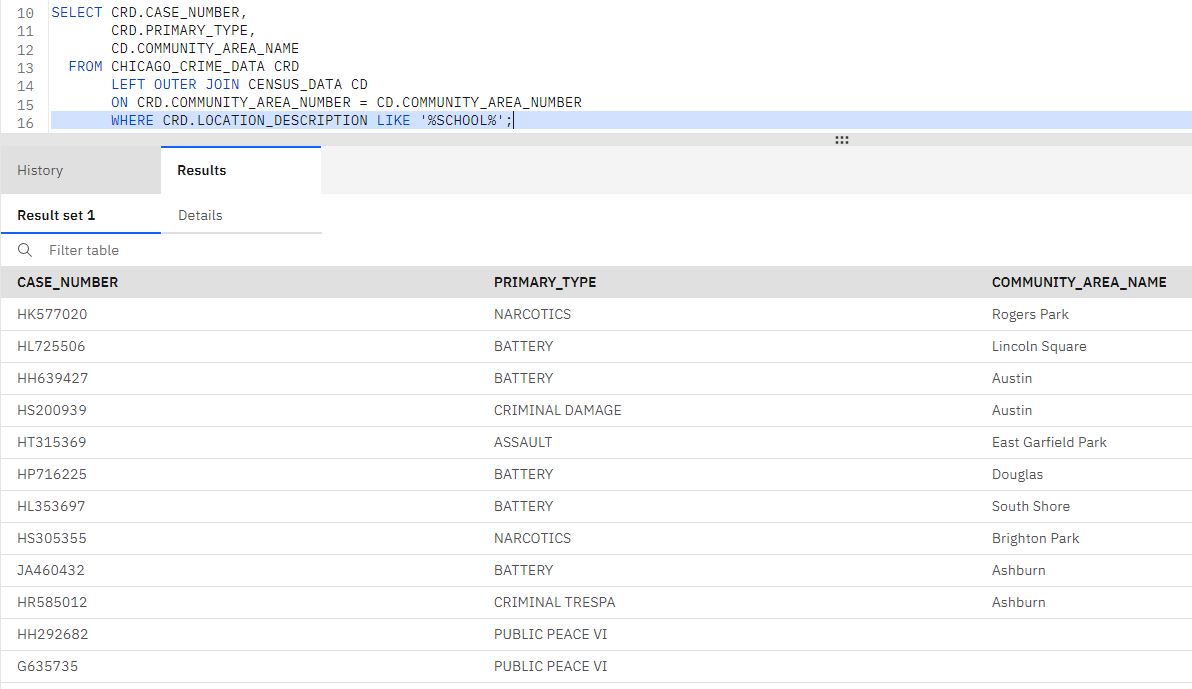 10 SELECT CRD.CASE_NUMBER,
11 CRD.PRIMARY_TYPE,
12 CD.COMMUNITY_AREA_NAME
13 FROM CHICAGO_CRIME_DATA CRD
14 LEFT OUTER JOIN CENSUS_DATA CD
15 ON CRD.COMMUNITY_AREA_NUMBER = CD.COMMUNITY_AREA_NUMBER
16 WHERE CRD.LOCATION_DESCRIPTION LIKE '%SCHOOL%';
History Results
Result set 1 Details
Filter table
CASE_NUMBER PRIMARY_TYPE COMMUNITY_AREA_NAME
HK577020 NARCOTICS Rogers Park
HL725506 BATTERY Lincoln Square
HH639427 BATTERY Austin
HS200939 CRIMINAL DAMAGE Austin
HT315369 ASSAULT East Garfield Park
HP716225 BATTERY Douglas
HL353697 BATTERY South Shore
HS305355 NARCOTICS Brighton Park
JA460432 BATTERY Ashburn
HR585012 CRIMINAL TRESPA Ashburn
HH292682 PUBLIC PEACE VI
G635735 PUBLIC PEACE VI